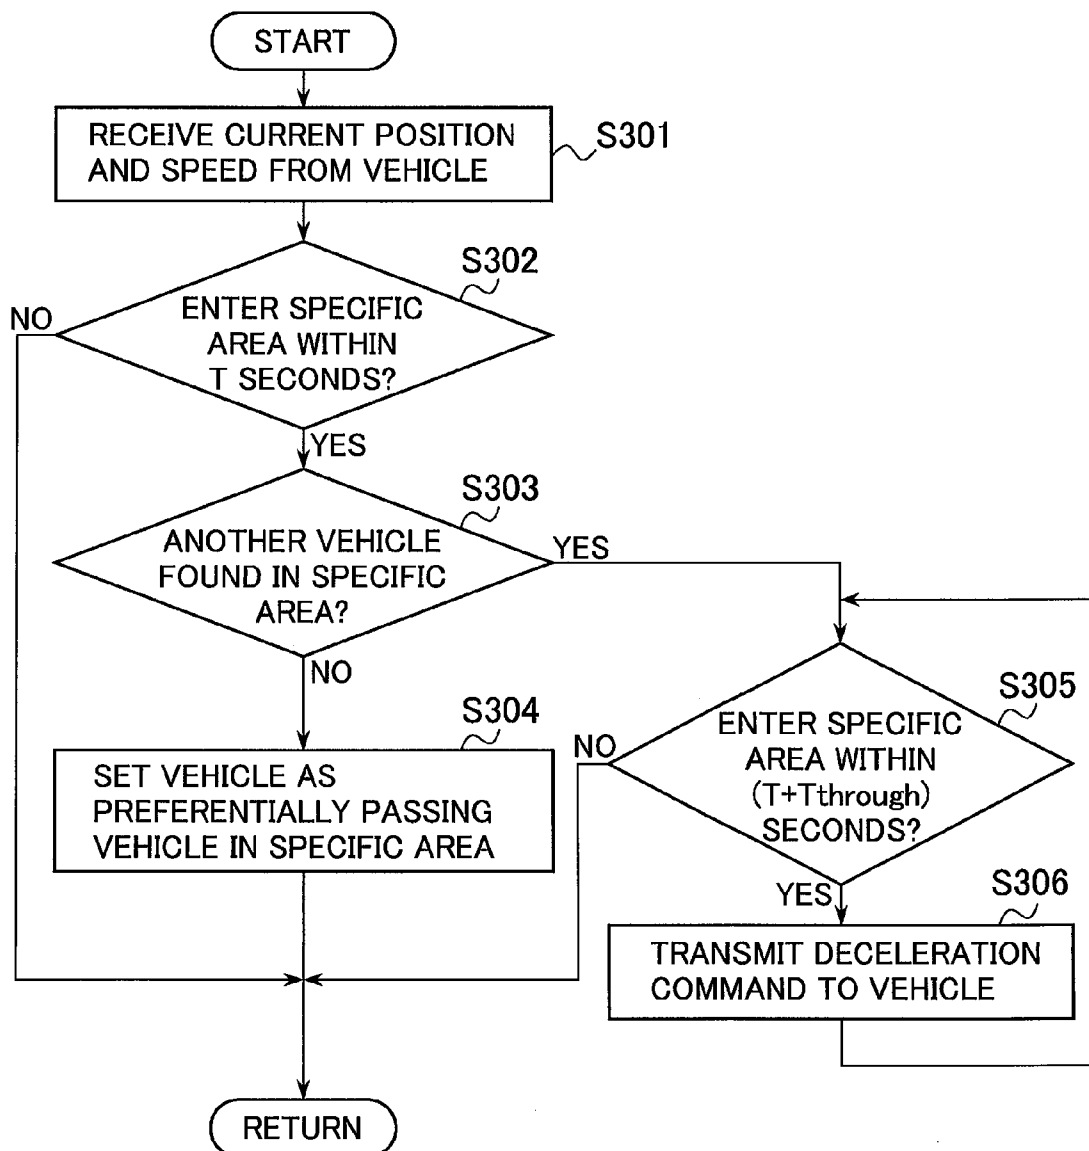 START
RECEIVE CURRENT POSITION
AND SPEED FROM VEHICLE
S301
S302
ENTER SPECIFIC
AREA WITHIN
T SECONDS?
NO
YES
S303
ANOTHER VEHICLE
FOUND IN SPECIFIC
AREA?
YES
NO
S304
SET VEHICLE AS
PREFERENTIALLY PASSING
VEHICLE IN SPECIFIC AREA
S305
ENTER SPECIFIC
AREA WITHIN
(T+Tthrough)
SECONDS?
NO
YES
S306
TRANSMIT DECELERATION
COMMAND TO VEHICLE
RETURN